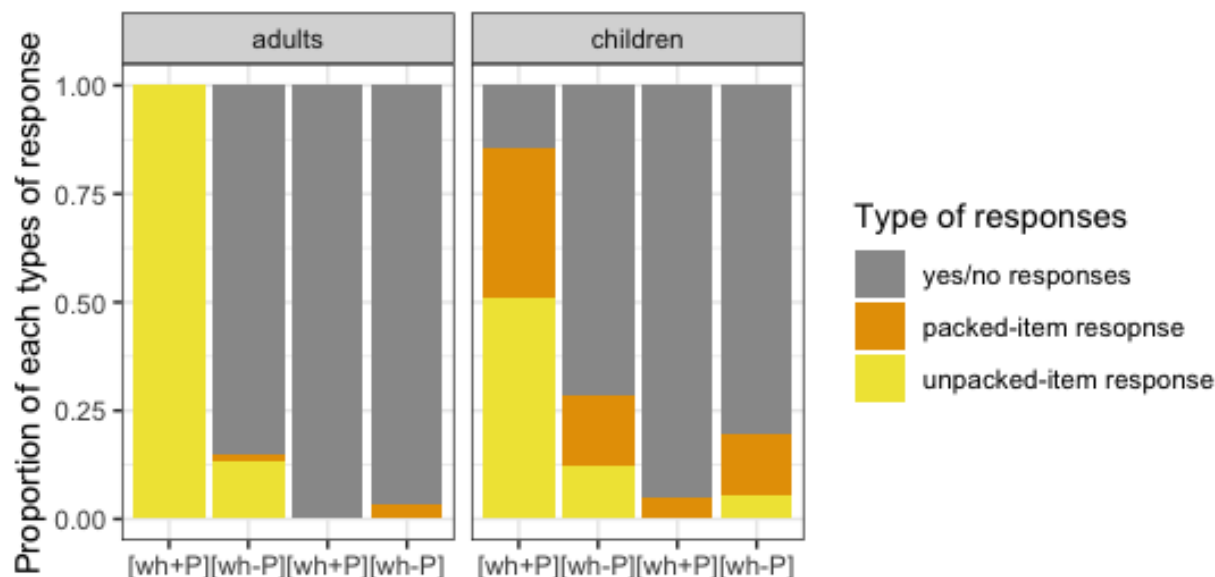 adults
children
Proportion of each types of response
1.00
0.75
0.50
0.25
0.00
[wh+P][wh-P][wh+P][wh-P]
[wh+P][wh-P][wh+P][wh-P]
Type of responses
yes/no responses
packed-item resopnse
unpacked-item response